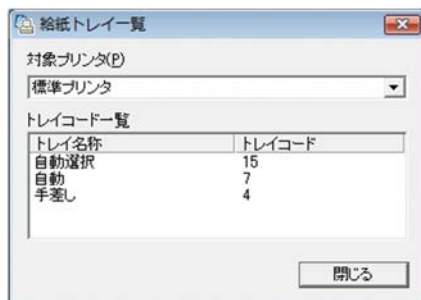 給紙トレイ一覧
対象プリンタ(P)
標準プリンタ
トレイコード一覧
トレイ名称 トレイコード
自動選択 15
自動 7
手差し 4
閉じる